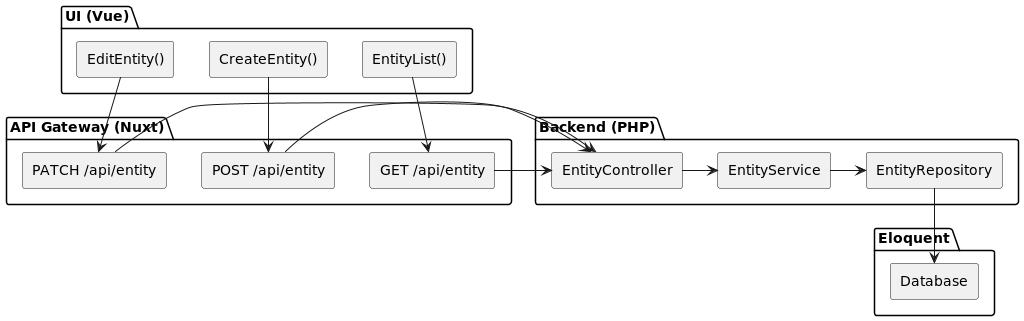 UI (Vue)
EditEntity()
CreateEntity()
EntityList()
API Gateway (Nuxt)
PATCH /api/entity
POST /api/entity
GET /api/entity
Backend (PHP)
EntityController
EntityService
EntityRepository
Eloquent
Database